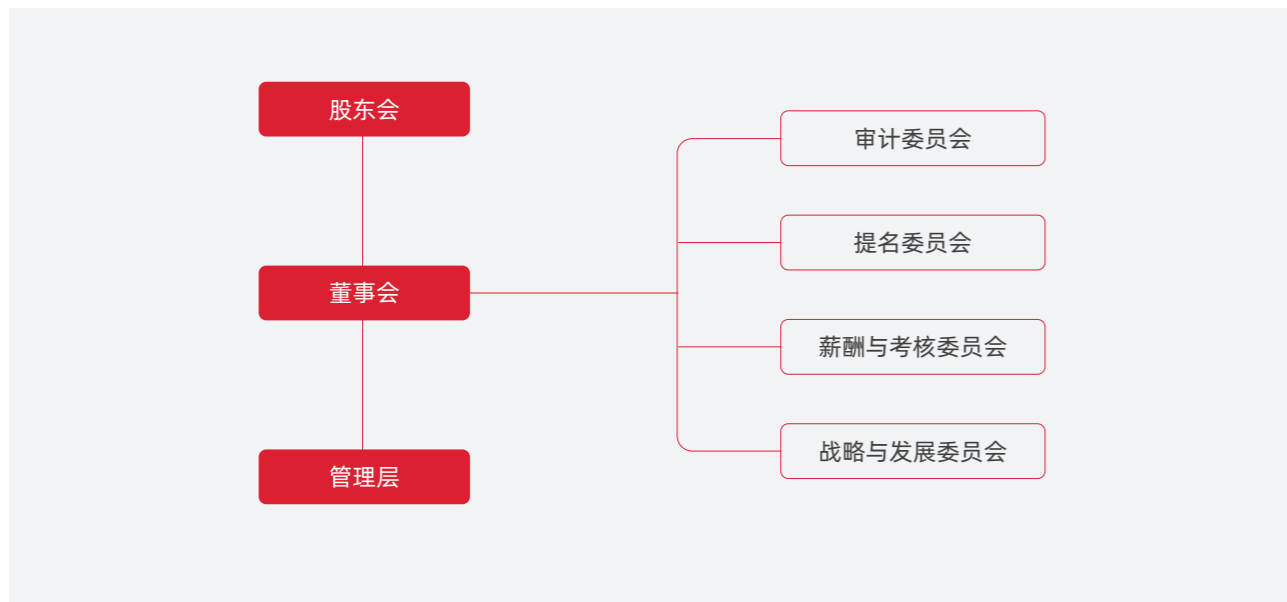 股东会
董事会
管理层
审计委员会
提名委员会
薪酬与考核委员会
战略与发展委员会